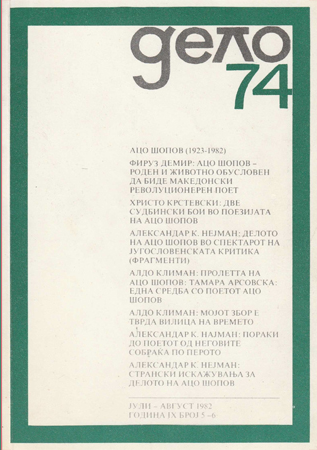 дело
74
АЦО ШОПОВ (1923-1982)
ФИРУЗ ДЕМИР: АЦО ШОПОВ –
РОДЕН И ЖИВОТНО ОБУСЛОВЕН
ДА БИДЕ МАКЕДОНСКИ
РЕВОЛУЦИОНЕРЕН ПОЕТ
ХРИСТО КРСТЕВСКИ: ДВЕ
СУДБИНСКИ БОИ ВО ПОЕЗИЈАТА
НА АЦО ШОПОВ
АЛЕКСАНДАР К. НЕЈМАН: ДЕЛОТО
НА АЦО ШОПОВ ВО СПЕКТАРОТ НА
ЈУГОСЛОВЕНСКАТА КРИТИКА
(ФРАГМЕНТИ)
АЛДО КЛИМАН: ПРОЛЕТТА НА
АЦО ШОПОВ: ТАМАРА АРСОВСКА:
ЕДНА СРЕДБА СО ПОЕТОТ АЦО
ШОПОВ
АЛДО КЛИМАН: МОЈОТ ЗБОР Е
ТВРДА ВИЛИЦА НА ВРЕМЕТО
АЛЕКСАНДАР К. НАЈМАН: ПОРАКИ
ДО ПОЕТОТ ОД НЕГОВИТЕ
СОБРАЌА ПО ПЕРОТО
АЛЕКСАНДАР К. НЕЈМАН:
СТРАНСКИ ИСКАЖУВАЊА ЗА
ДЕЛОТО НА АЦО ШОПОВ
ЈУЛИ – АВГУСТ 1982
ГОДИНА IX БРОЈ 5–6